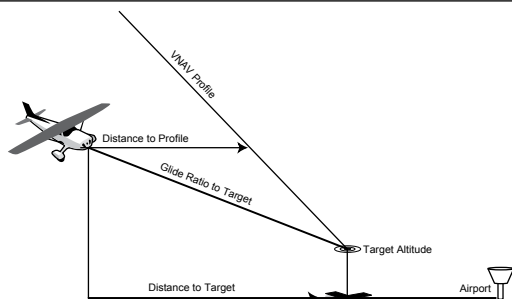 VNAV Profile
Distance to Profile
Glide Ratio to Target
Target Altitude
Distance to Target
Airport